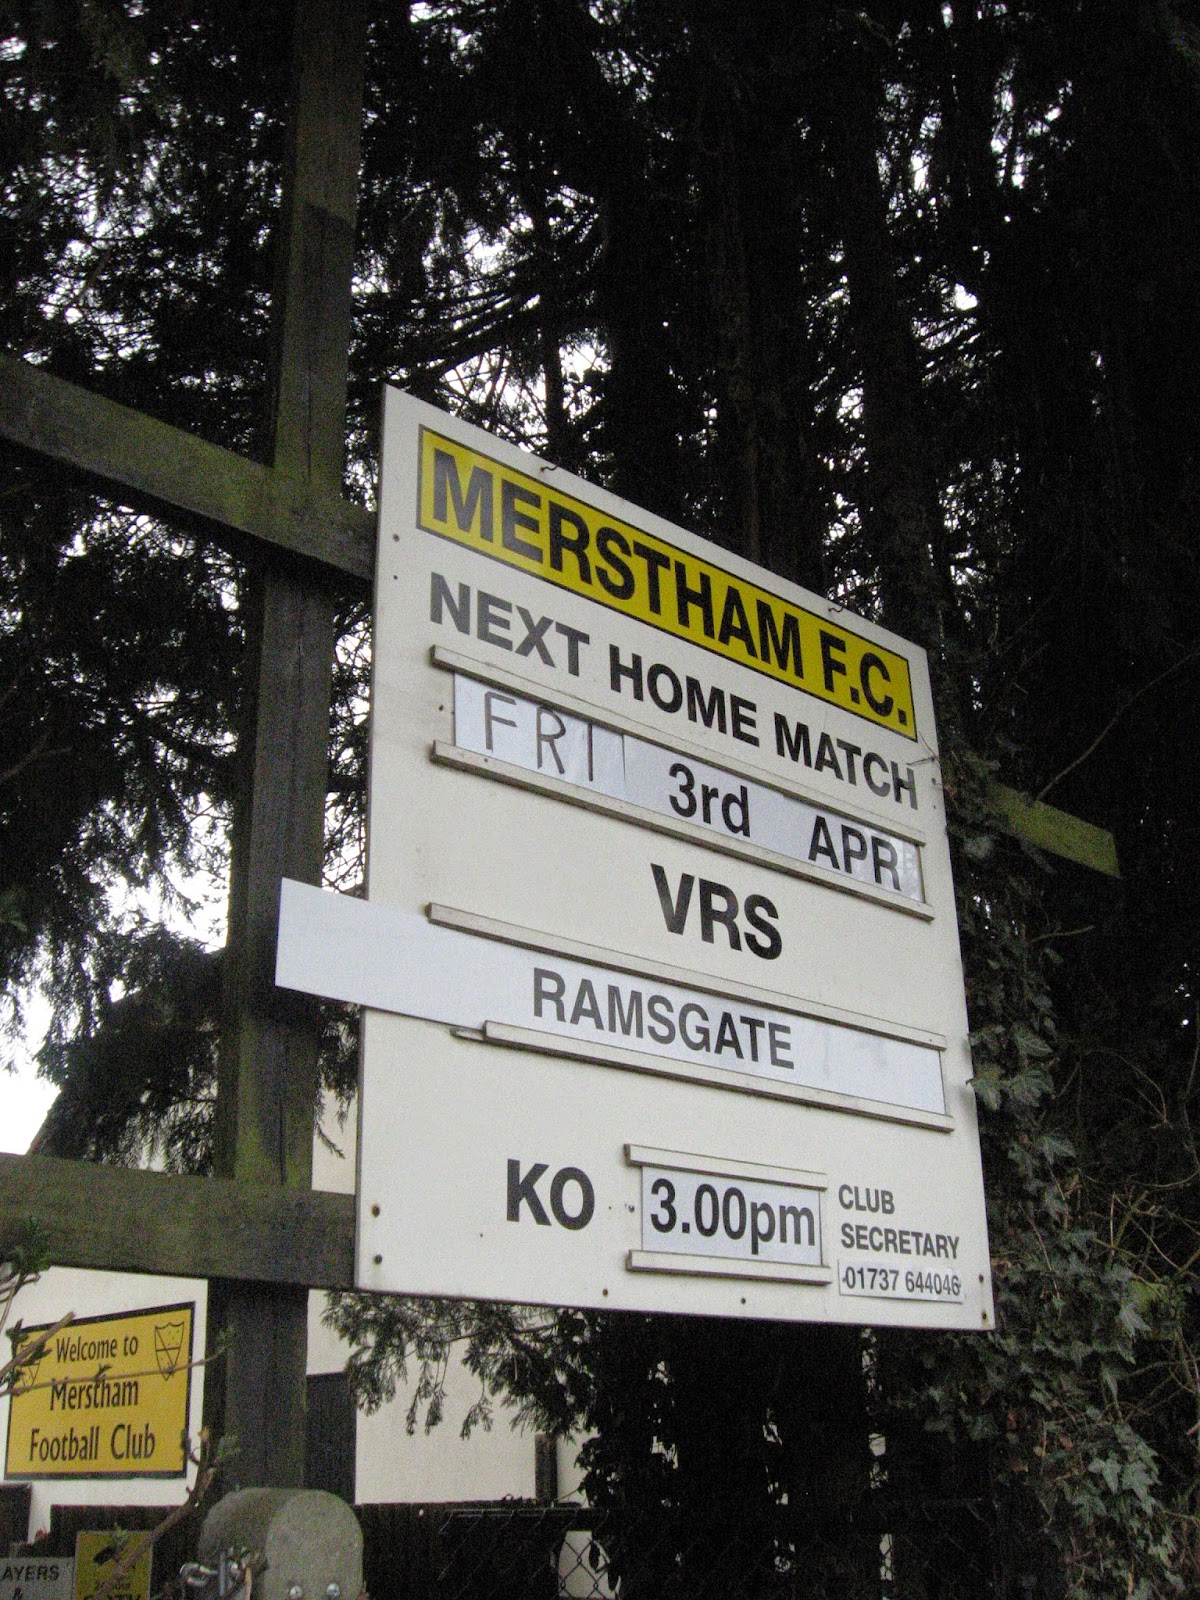 MERSTHAM F.C.
NEXT HOME MATCH
FRI 3rd APR
VRS
RAMSGATE
KO 3.00pm
CLUB
SECRETARY
01737 644046
Welcome to
Merstham
Football Club
AYERS
&